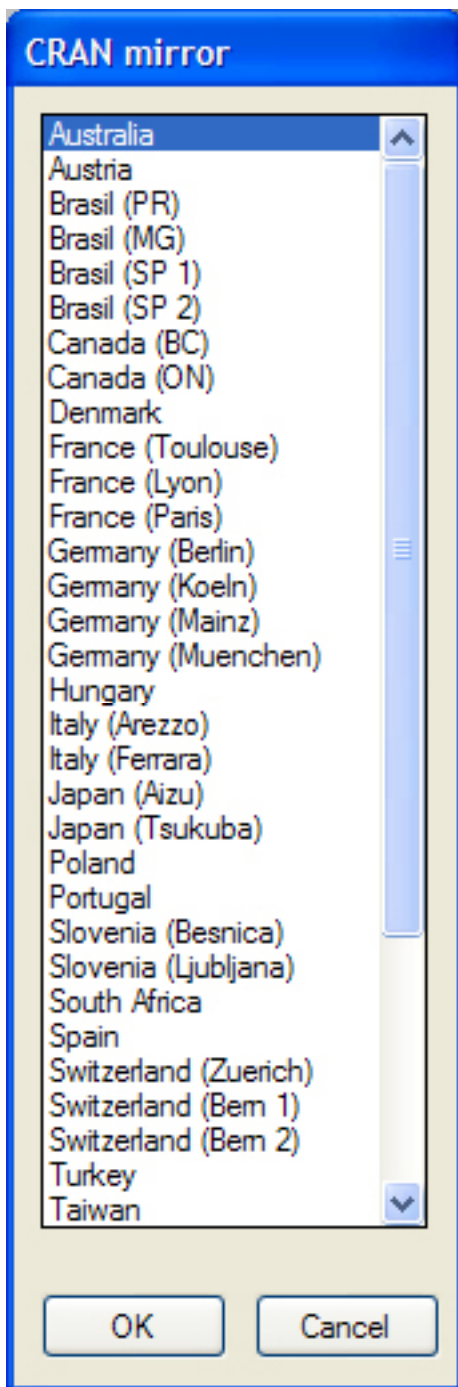 CRAN mirror
Australia
Austria
Brasil (PR)
Brasil (MG)
Brasil (SP 1)
Brasil (SP 2)
Canada (BC)
Canada (ON)
Denmark
France (Toulouse)
France (Lyon)
France (Paris)
Germany (Berlin)
Germany (Koeln)
Germany (Mainz)
Germany (Muenchen)
Hungary
Italy (Arezzo)
Italy (Ferrara)
Japan (Aizu)
Japan (Tsukuba)
Poland
Portugal
Slovenia (Besnica)
Slovenia (Ljubljana)
South Africa
Spain
Switzerland (Zuerich)
Switzerland (Bern 1)
Switzerland (Bern 2)
Turkey
Taiwan
OK Cancel